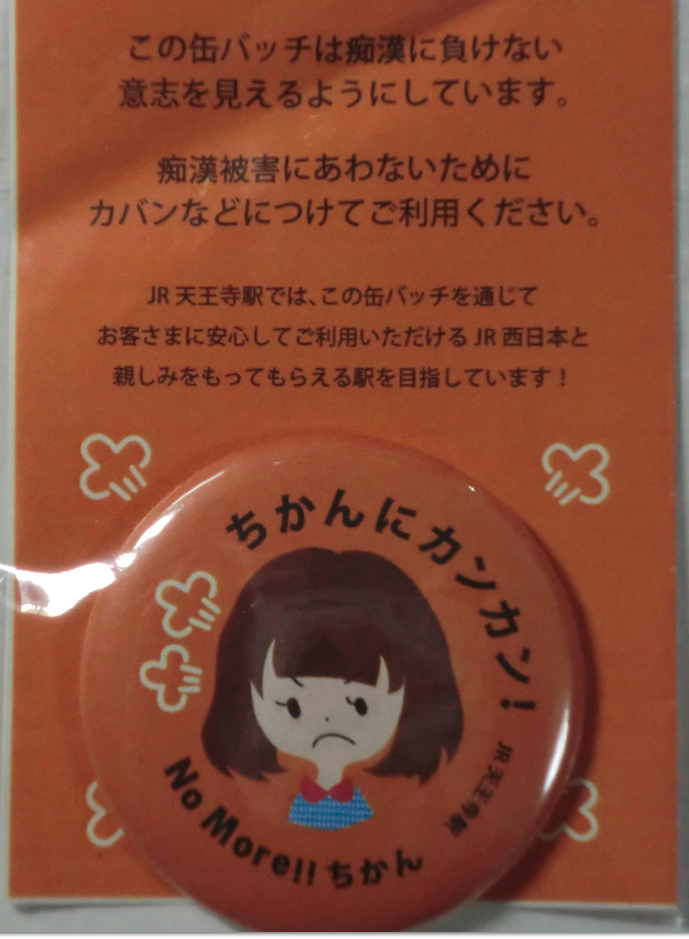 この缶バッチは痴漢に負けない
意志を見えるようにしています。
痴漢被害にあわないために
カバンなどにつけてご利用ください。
JR 天王寺駅では、この缶バッチを通じて
お客さまに安心してご利用いただける JR 西日本と
親しみをもってもらえる駅を目指しています！
ちかんにカンカン！
JR 天王寺駅
No More!! ちかん